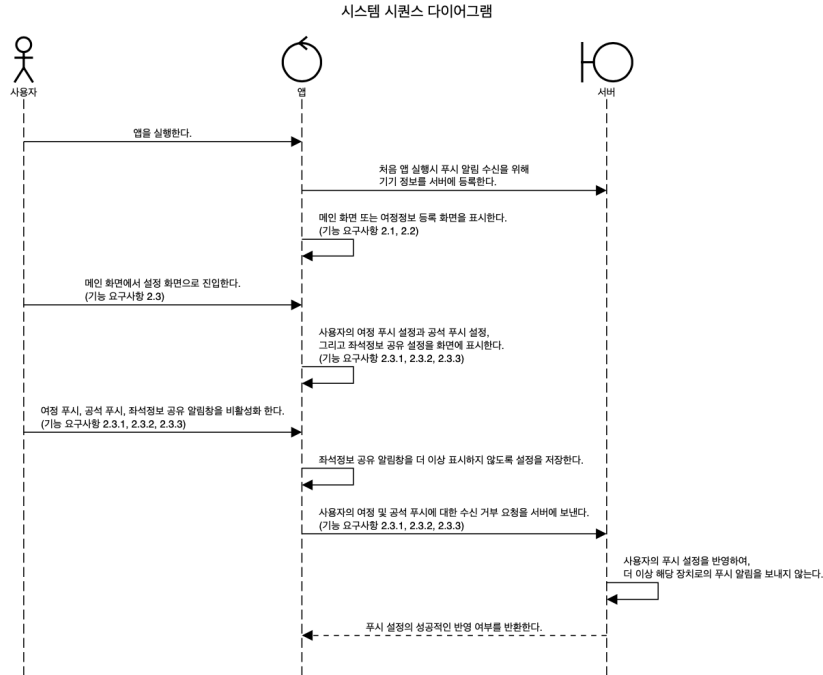 시스템 시퀀스 다이어그램
사용자
앱
서버
앱을 실행한다.
처음 앱 실행시 푸시 알림 수신을 위해
기기 정보를 서버에 등록한다.
메인 화면 또는 여정정보 등록 화면을 표시한다.
(기능 요구사항 2.1, 2.2)
메인 화면에서 설정 화면으로 진입한다.
(기능 요구사항 2.3)
사용자의 여정 푸시 설정과 공석 푸시 설정,
그리고 좌석정보 공유 설정을 화면에 표시한다.
(기능 요구사항 2.3.1, 2.3.2, 2.3.3)
여정 푸시, 공석 푸시, 좌석정보 공유 알림창을 비활성화 한다.
(기능 요구사항 2.3.1, 2.3.2, 2.3.3)
좌석정보 공유 알림창을 더 이상 표시하지 않도록 설정을 저장한다.
사용자의 여정 및 공석 푸시에 대한 수신 거부 요청을 서버에 보낸다.
(기능 요구사항 2.3.1, 2.3.2, 2.3.3)
사용자의 푸시 설정을 반영하여,
더 이상 해당 장치로의 푸시 알림을 보내지 않는다.
푸시 설정의 성공적인 반영 여부를 반환한다.